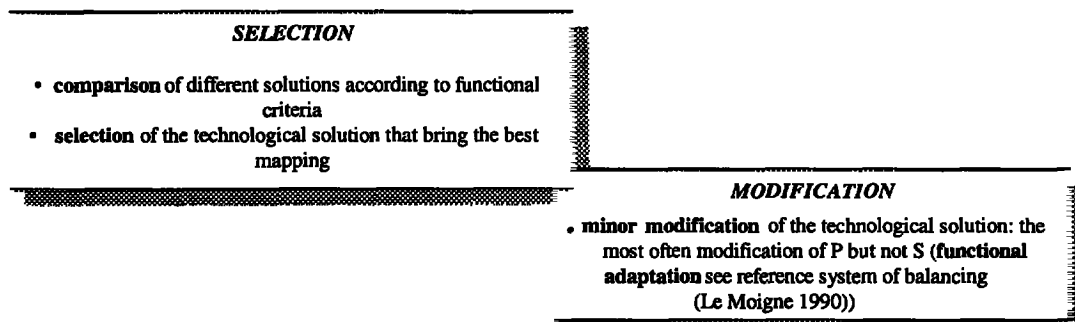 SELECTION
• comparison of different solutions according to functional
criteria
▪ selection of the technological solution that bring the best
mapping
MODIFICATION
• minor modification of the technological solution: the
most often modification of P but not S (functional
adaptation see reference system of balancing
(Le Moigne 1990))